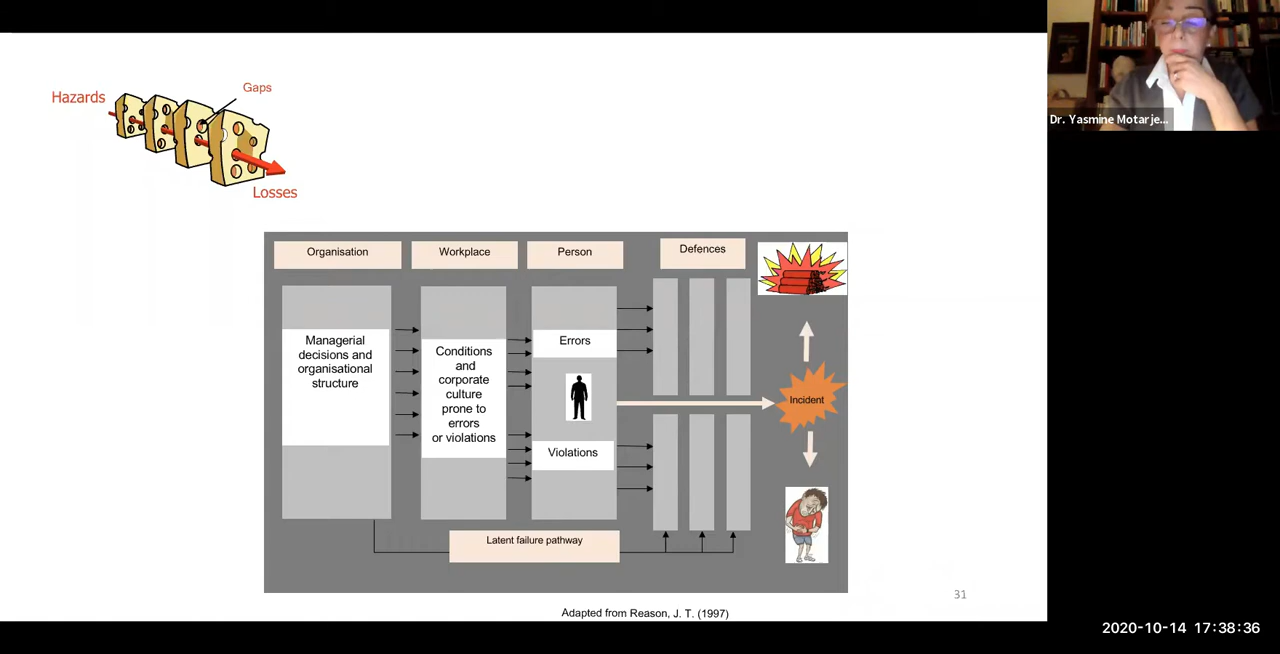 Hazards
Gaps
Losses
Organisation
Workplace
Person
Defences
Managerial
decisions and
organisational
structure
Conditions
and
corporate
culture
prone to
errors
or violations
Errors
Violations
Incident
Latent failure pathway
Adapted from Reason, J. T. (1997)
31
Dr. Yasmine Motarje...
2020-10-14 17:38:36